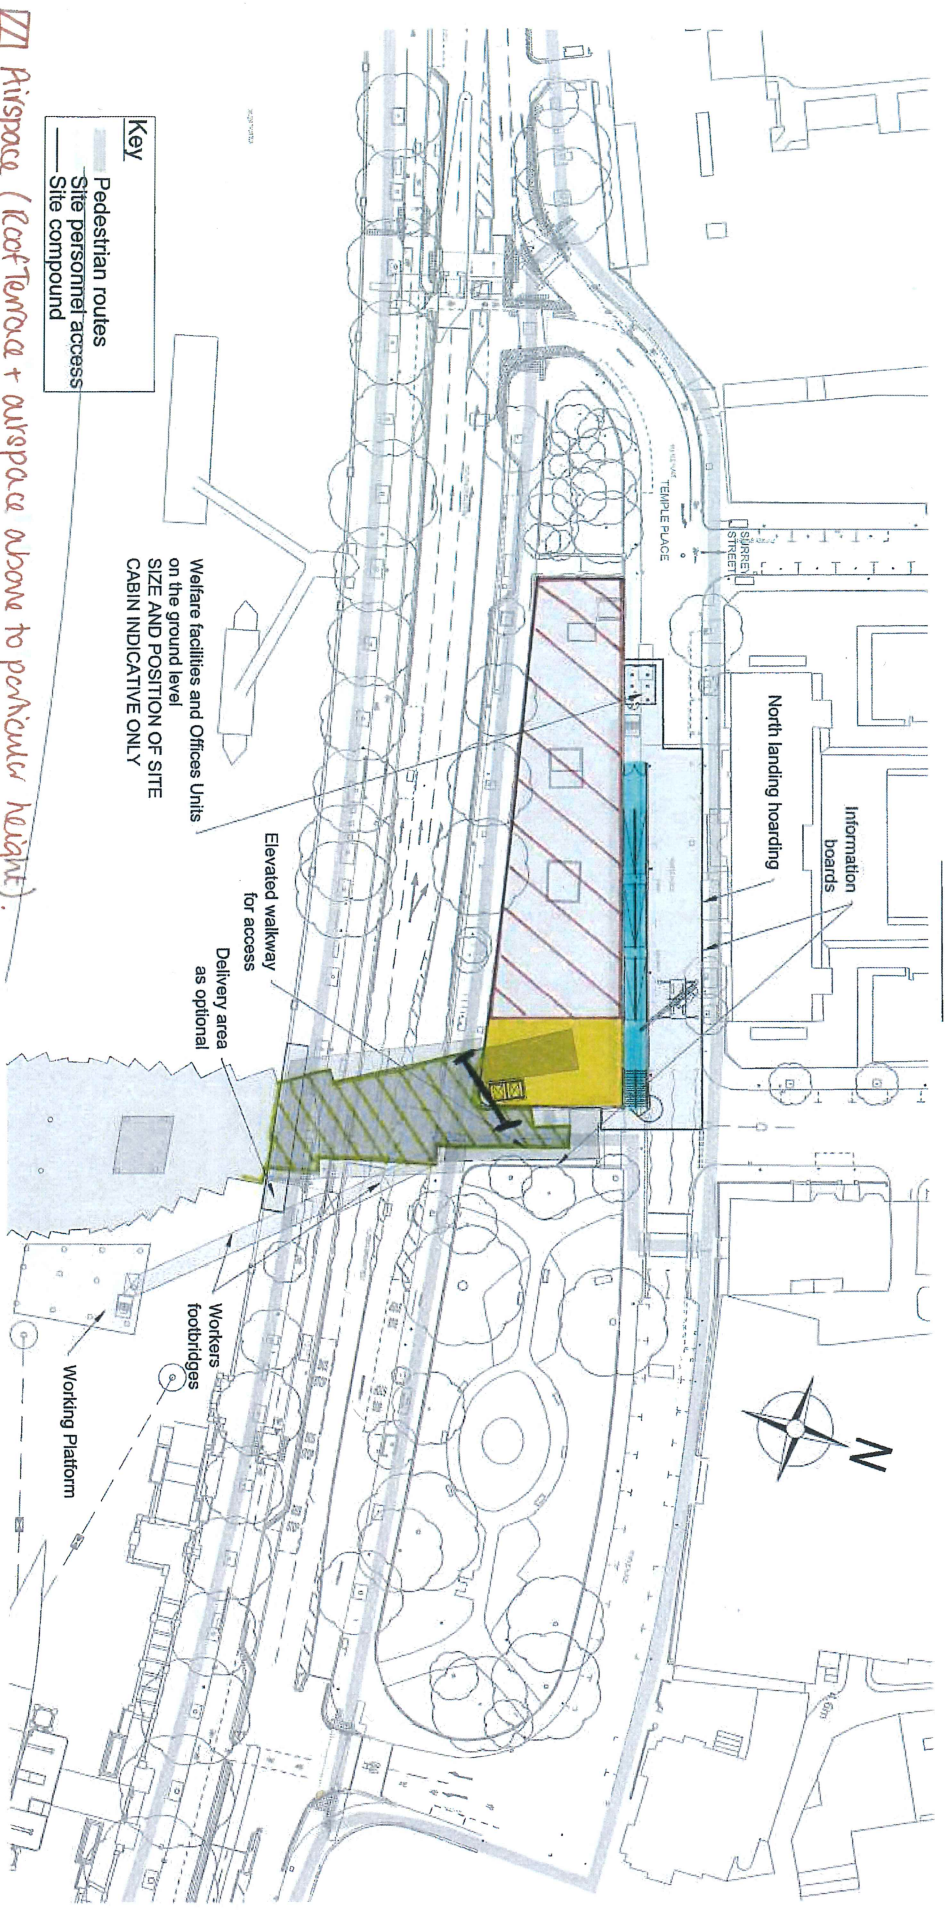 Airspace (Roof Terrace + airspace above to particular height).
Key
Pedestrian routes
Site personnel access
Site compound
Welfare facilities and Offices Units
on the ground level
SIZE AND POSITION OF SITE
CABIN INDICATIVE ONLY
Elevated walkway
for access
Delivery area
as optional
Workers
footbridges
Working Platform
TEMPLE PLACE
SURREY
STREET
North landing hoarding
Information
boards
N